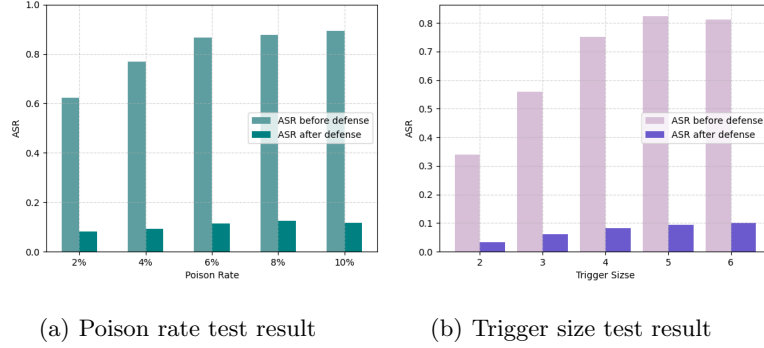 1.0
0.8
0.6
0.4
0.2
0.0
ASR
ASR before defense
ASR after defense
2% 4% 6% 8% 10%
Poison Rate
0.8
0.7
0.6
0.5
0.4
0.3
0.2
0.1
0.0
ASR
ASR before defense
ASR after defense
2 3 4 5 6
Trigger Sizse
(a) Poison rate test result
(b) Trigger size test result